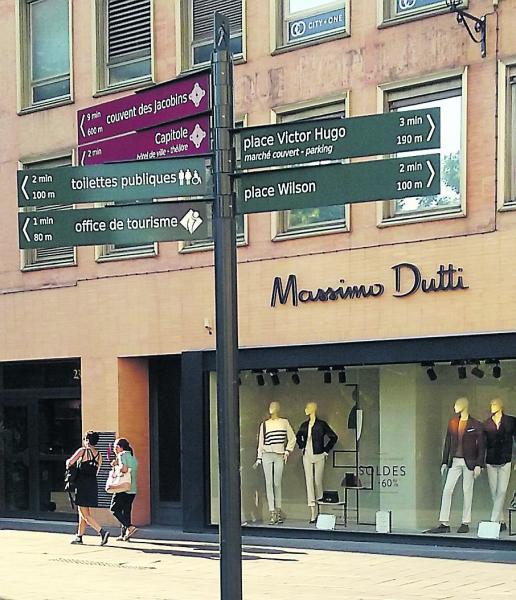 CITY ONE
9 min
couvent des Jacobins
600 m
Capitole
2 min
hôtel de ville - théâtre
2 min
toilettes publiques
100 m
1 min
office de tourisme
80 m
place Victor Hugo
3 min
marché couvert - parking
190 m
place Wilson
2 min
100 m
Massimo Dutti
SOLDES
-60%